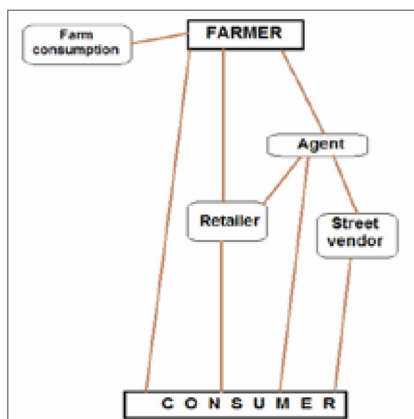 FARMER
Farm
consumption
Agent
Retailer
Street
vendor
C O N S U M E R